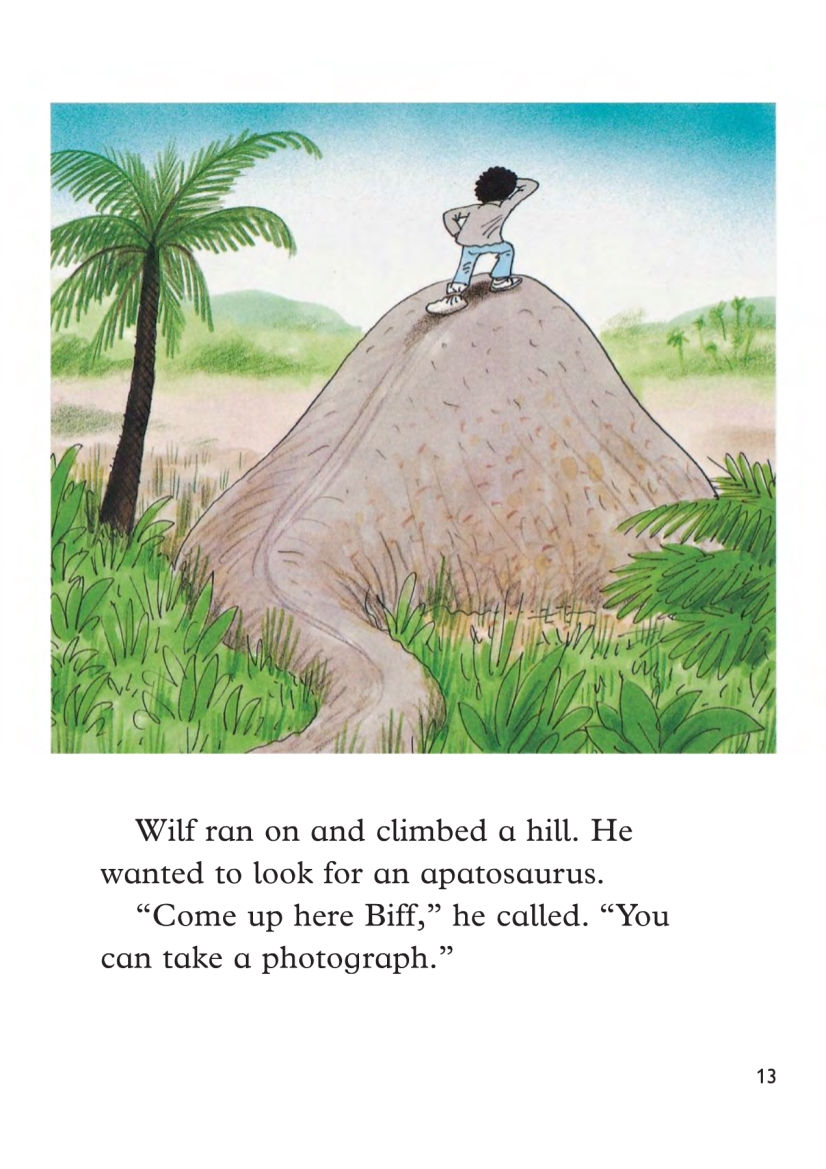 Wilf ran on and climbed a hill. He
wanted to look for an apatosaurus.
“Come up here Biff,” he called. “You
can take a photograph.”
13